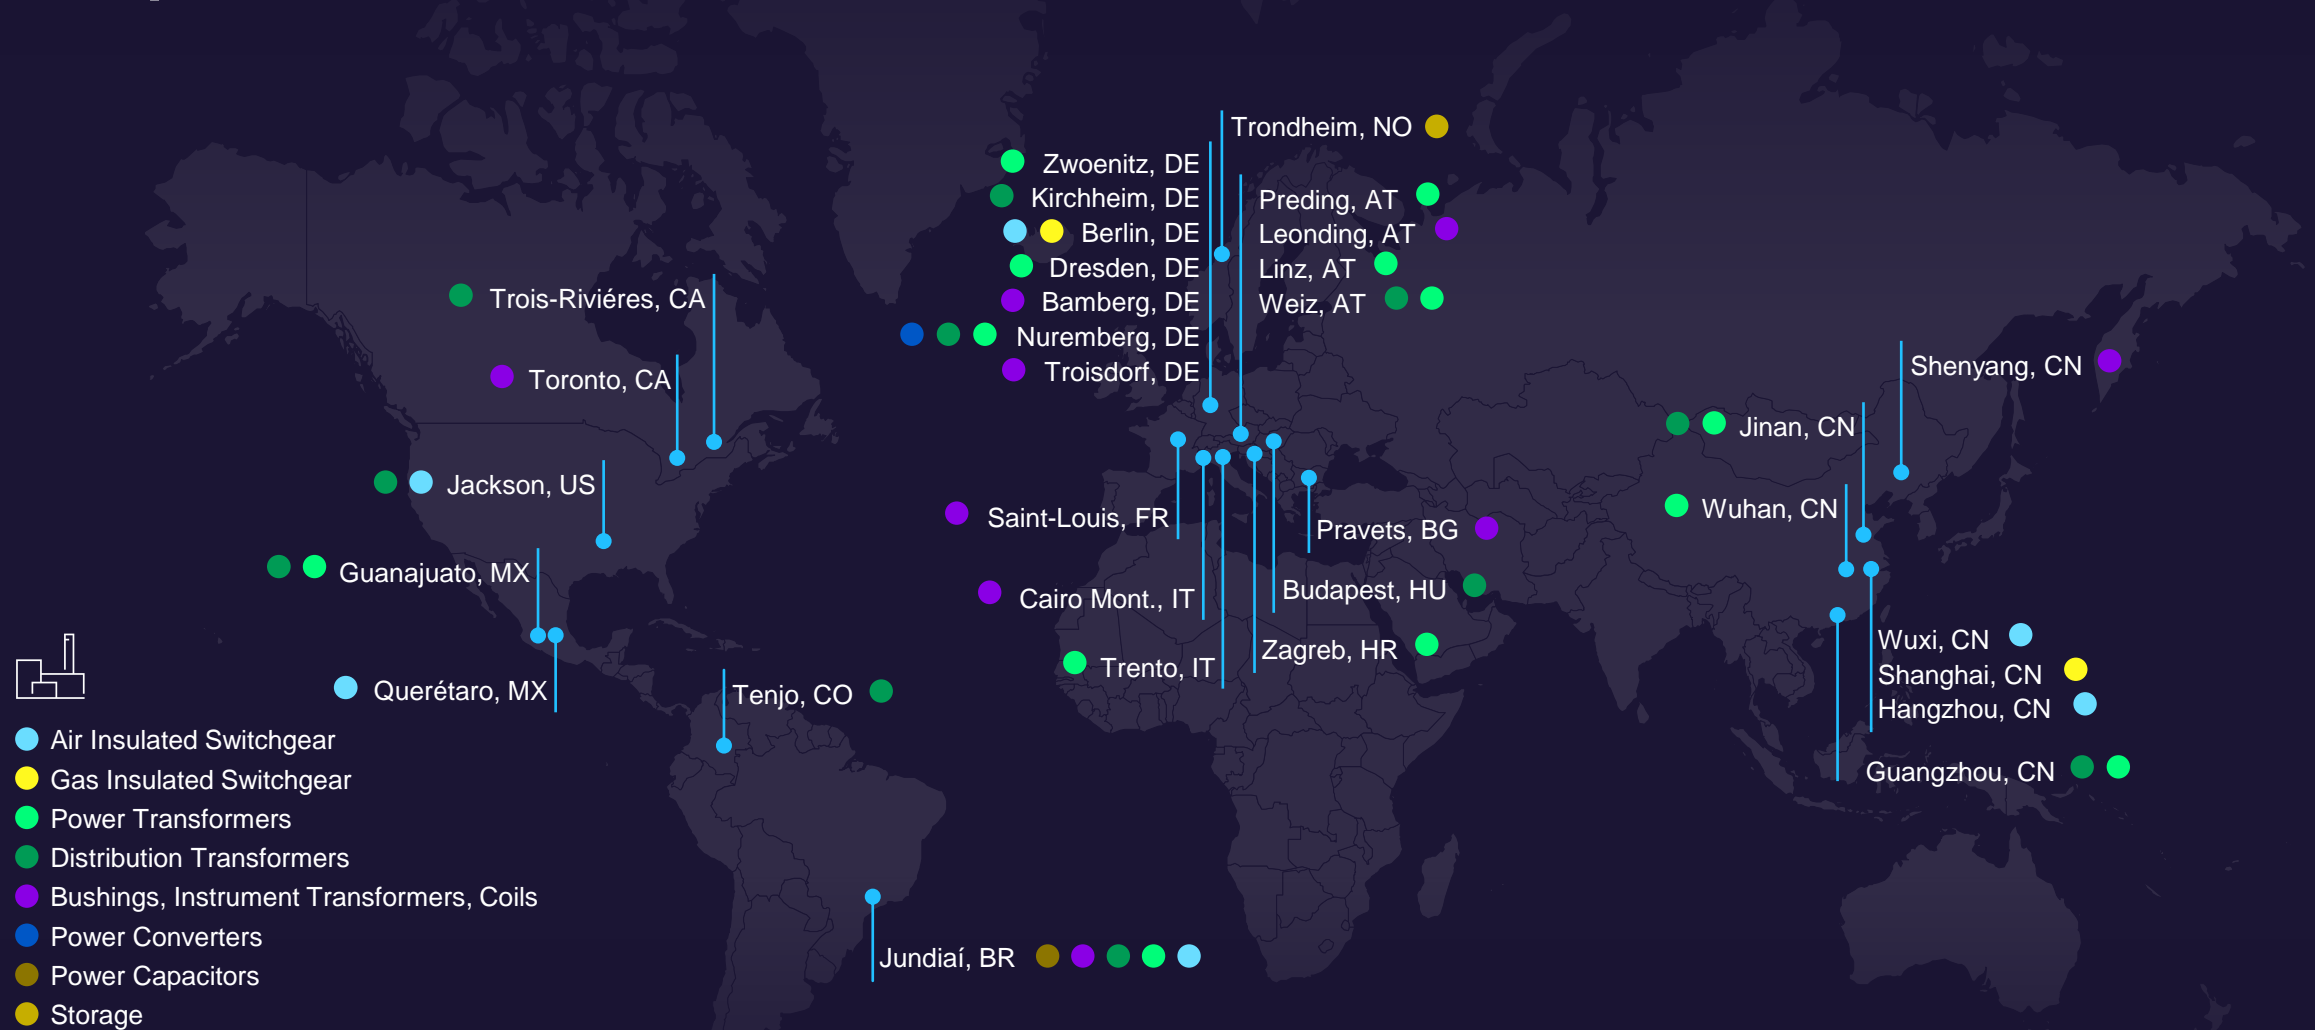 Trondheim, NO
Zwoenitz, DE
Kirchheim, DE
Berlin, DE
Dresden, DE
Bamberg, DE
Nuremberg, DE
Troisdorf, DE
Preding, AT
Leonding, AT
Linz, AT
Weiz, AT
Trois-Riviéres, CA
Toronto, CA
Jackson, US
Guanajuato, MX
Querétaro, MX
Tenjo, CO
Jundiaí, BR
Saint-Louis, FR
Cairo Mont., IT
Trento, IT
Pravets, BG
Budapest, HU
Zagreb, HR
Shenyang, CN
Jinan, CN
Wuhan, CN
Wuxi, CN
Shanghai, CN
Hangzhou, CN
Guangzhou, CN
Air Insulated Switchgear
Gas Insulated Switchgear
Power Transformers
Distribution Transformers
Bushings, Instrument Transformers, Coils
Power Converters
Power Capacitors
Storage